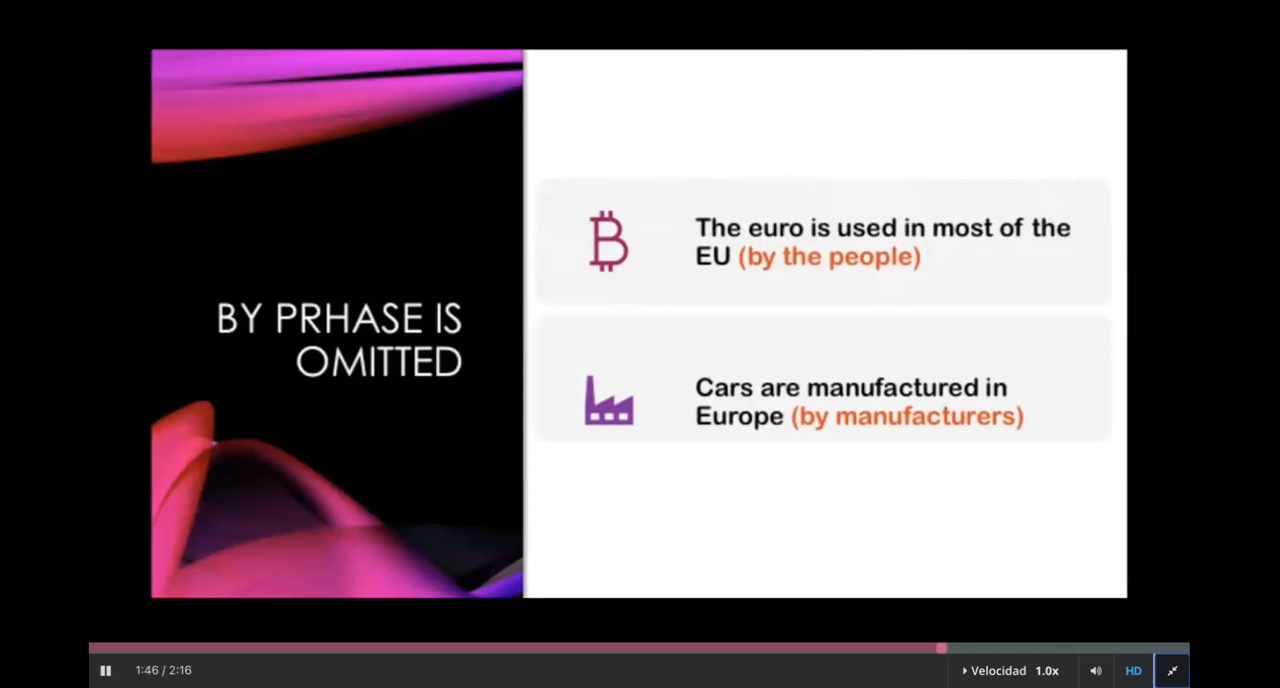 BY PRHASE IS
OMITTED
The euro is used in most of the
EU (by the people)
Cars are manufactured in
Europe (by manufacturers)
1:46 / 2:16
Velocidad 1.0x
HD